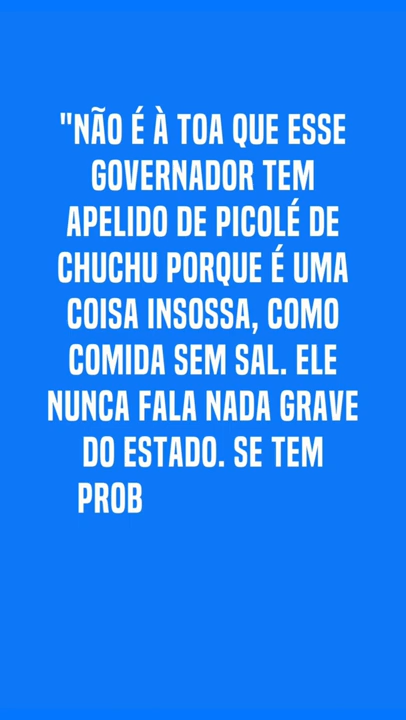 "NÃO É À TOA QUE ESSE
GOVERNADOR TEM
APELIDO DE PICOLÉ DE
CHUCHU PORQUE É UMA
COISA INSOSSA, COMO
COMIDA SEM SAL. ELE
NUNCA FALA NADA GRAVE
DO ESTADO. SE TEM
PROB